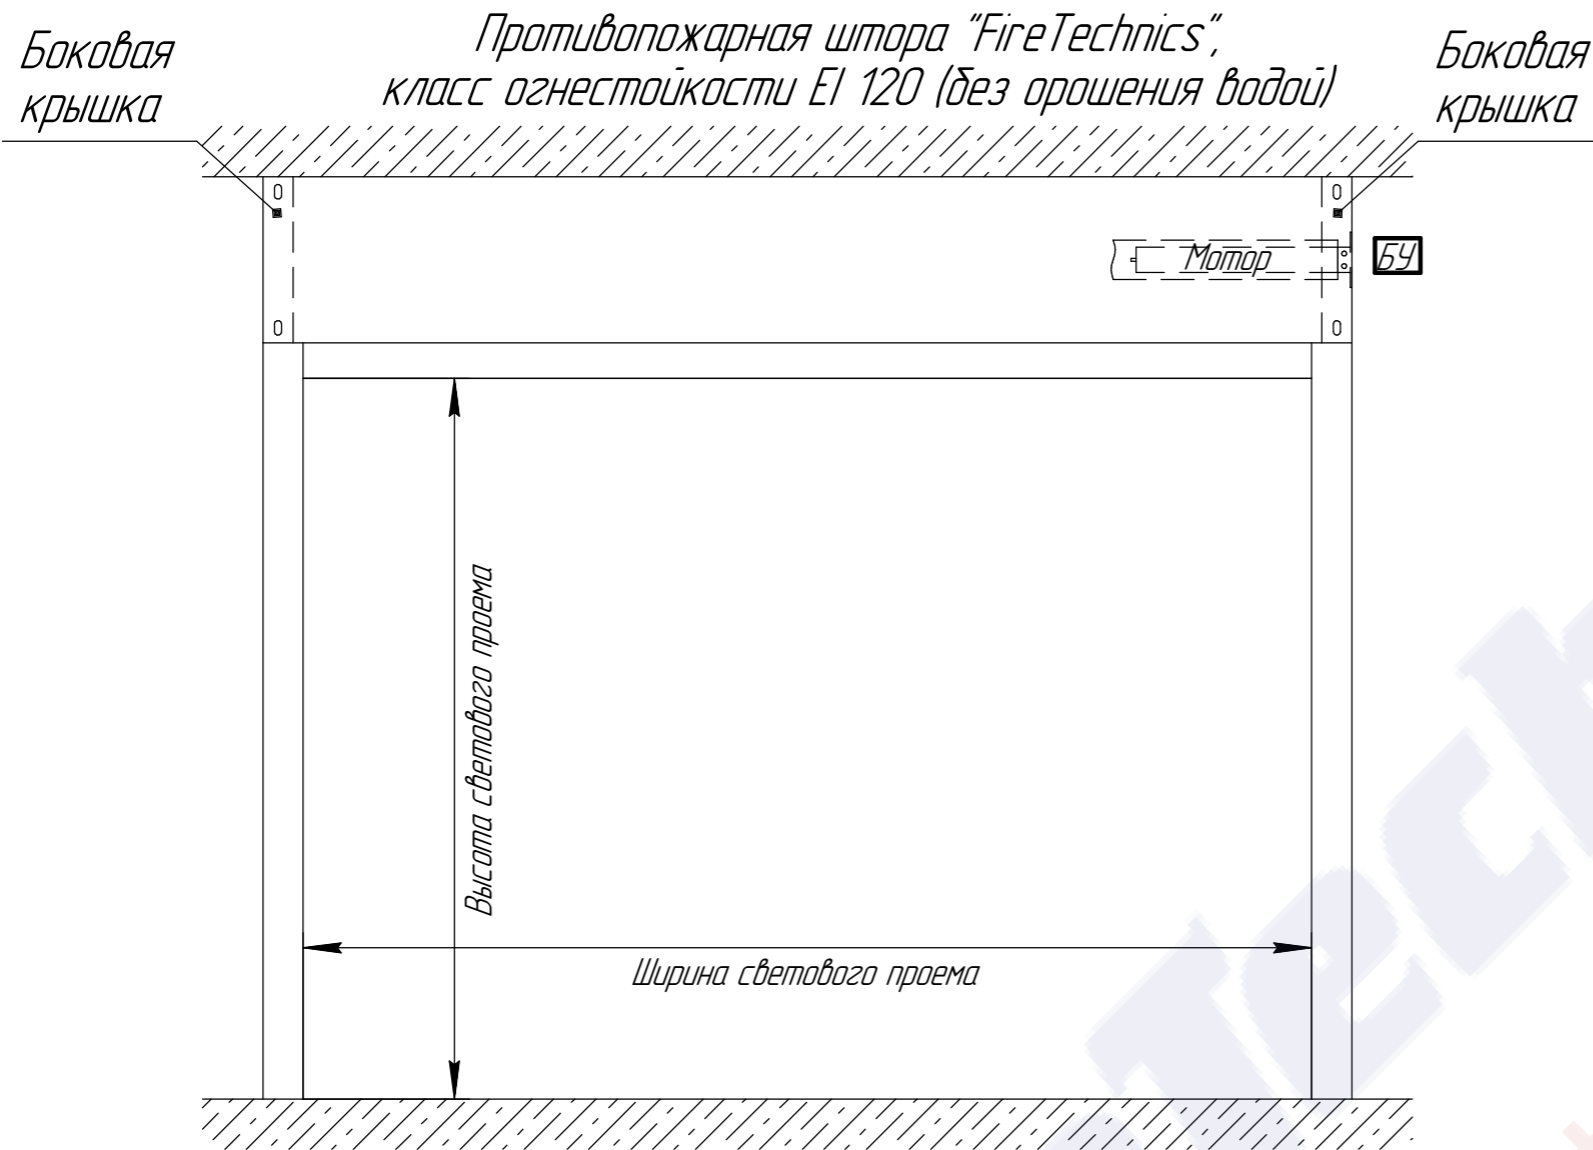 Противопожарная штора "FireTechnics",
класс огнестойкости EI 120 (без орошения водой)
Боковая
крышка
Боковая
крышка
Мотор
БУ
Высота светового проема
Ширина светового проема
Tech